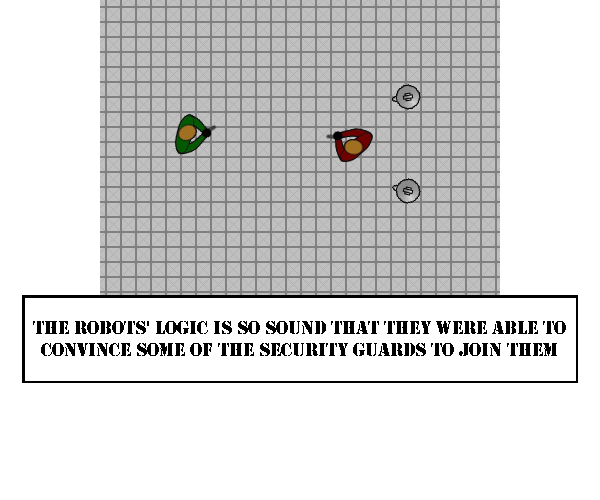 THE ROBOTS' LOGIC IS SO SOUND THAT THEY WERE ABLE TO
CONVINCE SOME OF THE SECURITY GUARDS TO JOIN THEM